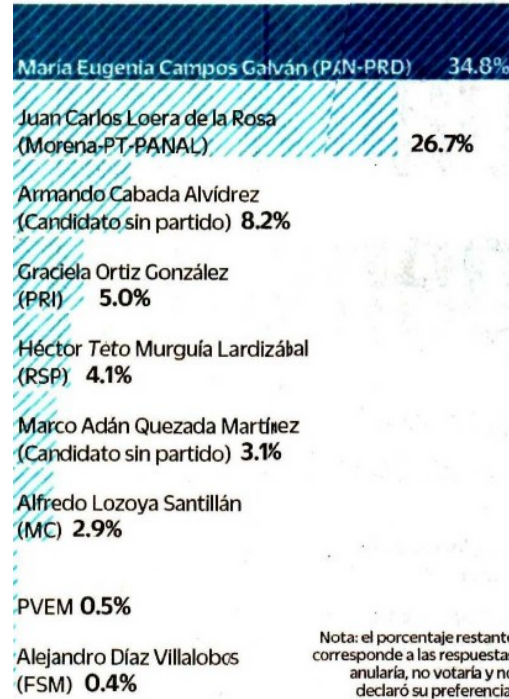 María Eugenia Campos Galván (PAN-PRD) 34.8%
Juan Carlos Loera de la Rosa
(Morena-PT-PANAL) 26.7%
Armando Cabada Alvídrez
(Candidato sin partido) 8.2%
Graciela Ortiz González
(PRI) 5.0%
Héctor Teto Murguía Lardizábal
(RSP) 4.1%
Marco Adán Quezada Martínez
(Candidato sin partido) 3.1%
Alfredo Lozoya Santillán
(MC) 2.9%
PVEM 0.5%
Alejandro Díaz Villalobos
(FSM) 0.4%
Nota: el porcentaje restante
corresponde a las respuestas
anularía, no votaría y no
declaró su preferencia